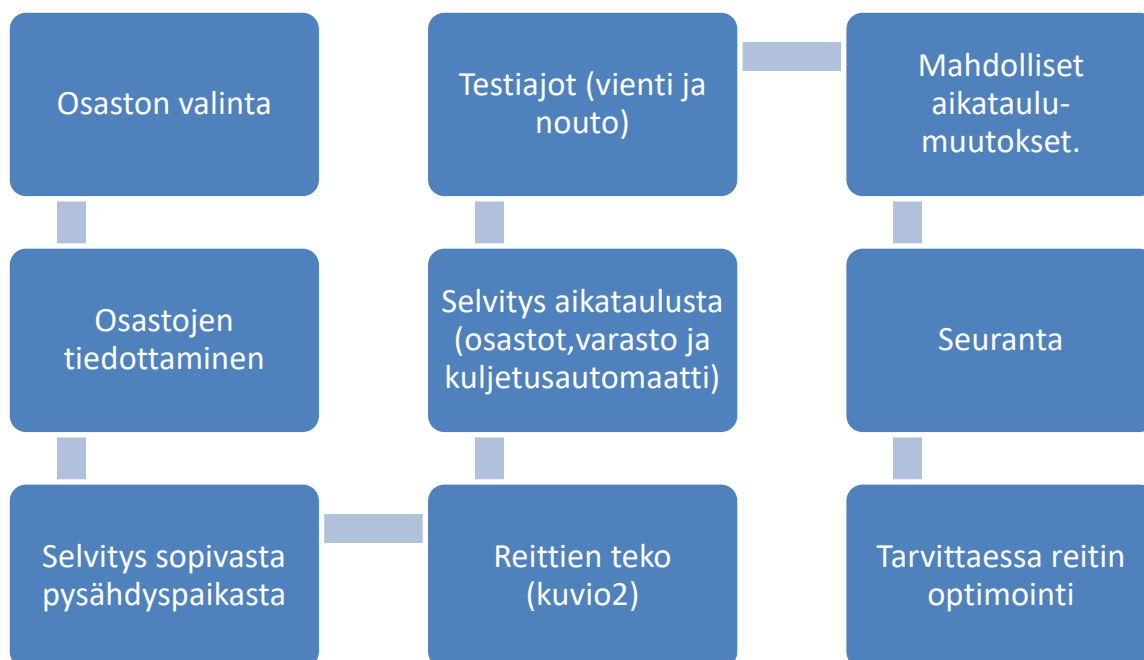 Osaston valinta
Osastojen
tiedottaminen
Selvitys sopivasta
pysähdyspaikasta
Reittien teko
(kuvio2)
Selvitys aikataulusta
(osastot,varasto ja
kuljetusautomaatti)
Testiajot (vienti ja
nouto)
Mahdolliset
aikataulu-
muutokset.
Seuranta
Tarvittaessa reitin
optimointi